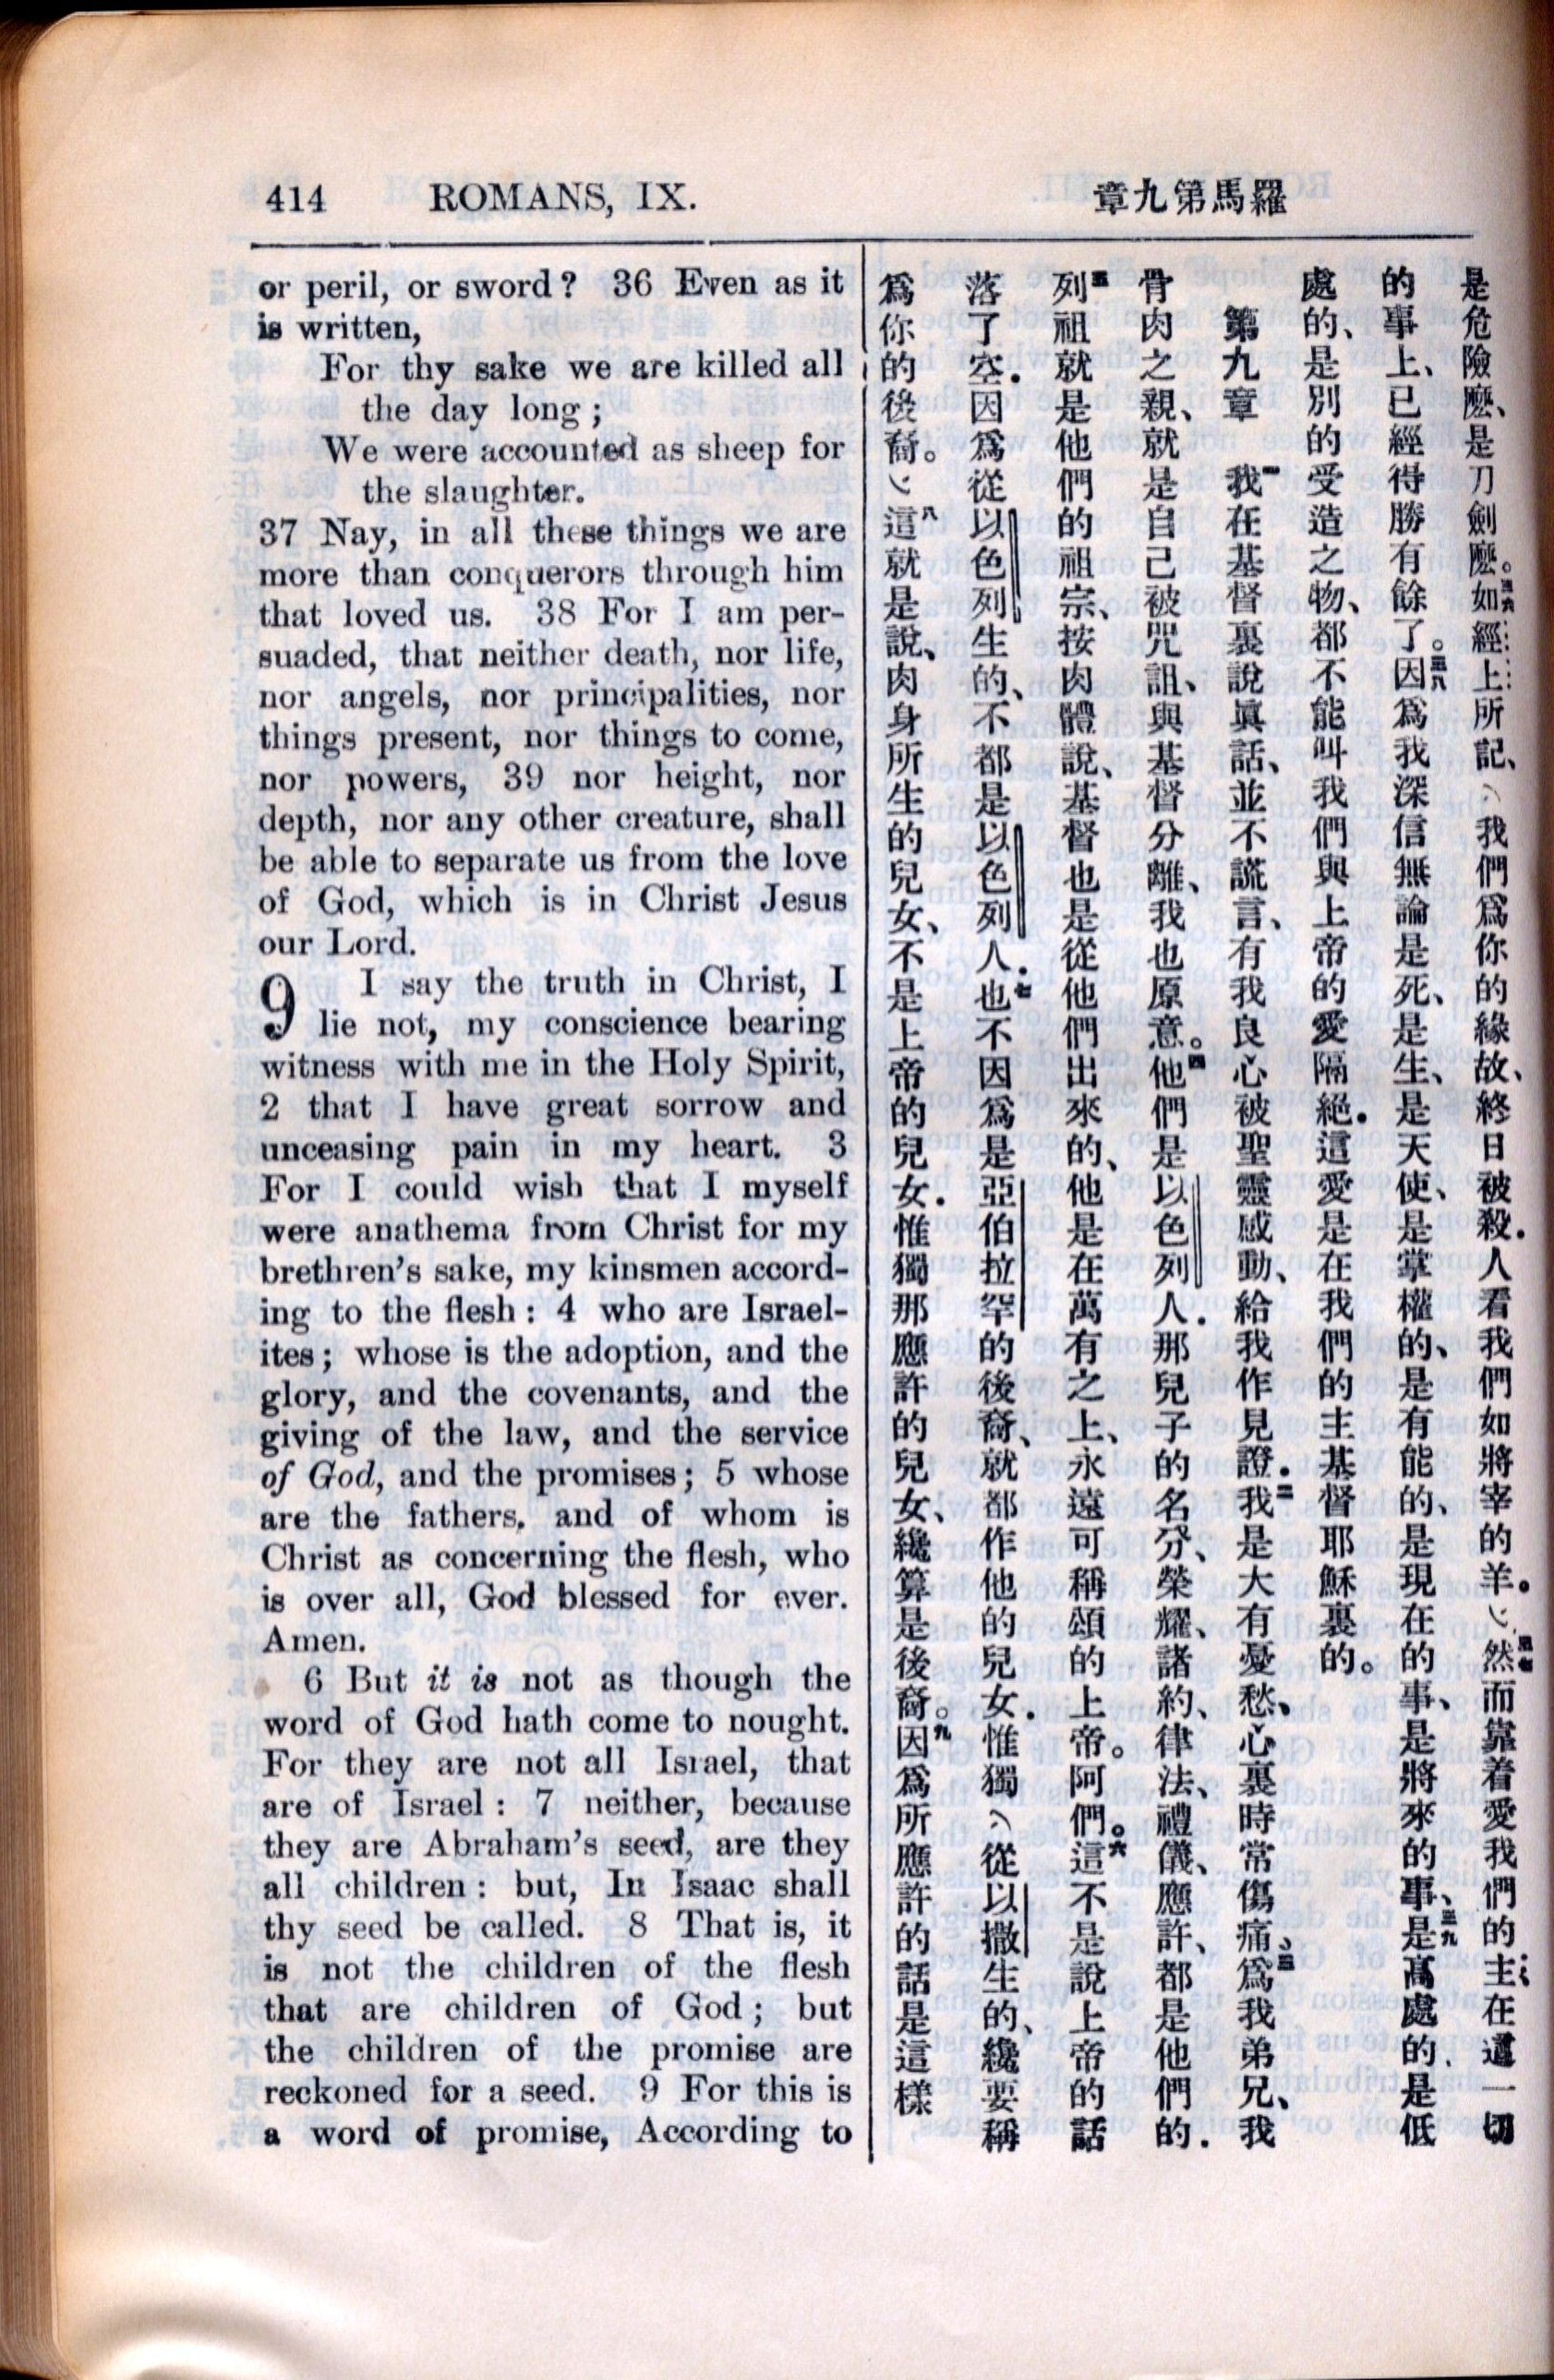 414 ROMANS, IX.
章九第馬羅
or peril, or sword? 36 Even as it
is written,
For thy sake we are killed all
the day long;
We were accounted as sheep for
the slaughter.
37 Nay, in all these things we are
more than conquerors through him
that loved us. 38 For I am per-
suaded, that neither death, nor life,
nor angels, nor principalities, nor
things present, nor things to come,
nor powers, 39 nor height, nor
depth, nor any other creature, shall
be able to separate us from the love
of God, which is in Christ Jesus
our Lord.
9 I say the truth in Christ, I
lie not, my conscience bearing
witness with me in the Holy Spirit,
2 that I have great sorrow and
unceasing pain in my heart. 3
For I could wish that I myself
were anathema from Christ for my
brethren's sake, my kinsmen accord-
ing to the flesh: 4 who are Israel-
ites; whose is the adoption, and the
glory, and the covenants, and the
giving of the law, and the service
of God, and the promises; 5 whose
are the fathers, and of whom is
Christ as concerning the flesh, who
is over all, God blessed for ever.
Amen.
6 But it is not as though the
word of God hath come to nought.
For they are not all Israel, that
are of Israel: 7 neither, because
they are Abraham's seed, are they
all children: but, In Isaac shall
thy seed be called. 8 That is, it
is not the children of the flesh
that are children of God; but
the children of the promise are
reckoned for a seed. 9 For this is
a word of promise, According to
是危險麽、是刀劍麽。三六如經上所記、我們爲你的緣故、終日被殺.人看我們如將宰的羊。三七然而靠着愛我們的主、在這一切
的事上、已經得勝有餘了。三八因爲我深信無論是死、是生、是天使、是掌權的、是有能的、是現在的事、是將來的事、三九是高處的、是低
處的、是別的受造之物、都不能叫我們與上帝的愛隔絕.這愛是在我們的主基督耶穌裏的。
第九章 一我在基督裏說眞話、並不謊言、有我良心被聖靈感動、給我作見證.二我是大有憂愁、心裏時常傷痛、三爲我弟兄、我
骨肉之親、就是自己被咒詛、與基督分離、我也原意。四他們是以色列人.那兒子的名分、榮耀、諸約、律法、禮儀、應許、都是他們的.
五列祖就是他們的祖宗、按肉體說、基督也是從他們出來的、他是在萬有之上、永遠可稱頌的上帝。阿們。六這不是說上帝的話
落了空.因爲從以色列生的、不都是以色列人.七也不因爲是亞伯拉罕的後裔、就都作他的兒女.惟獨從以撒生的、纔要稱
爲你的後裔。八這就是說、肉身所生的兒女、不是上帝的兒女.惟獨那應許的兒女、纔算是後裔。九因爲所應許的話是這樣